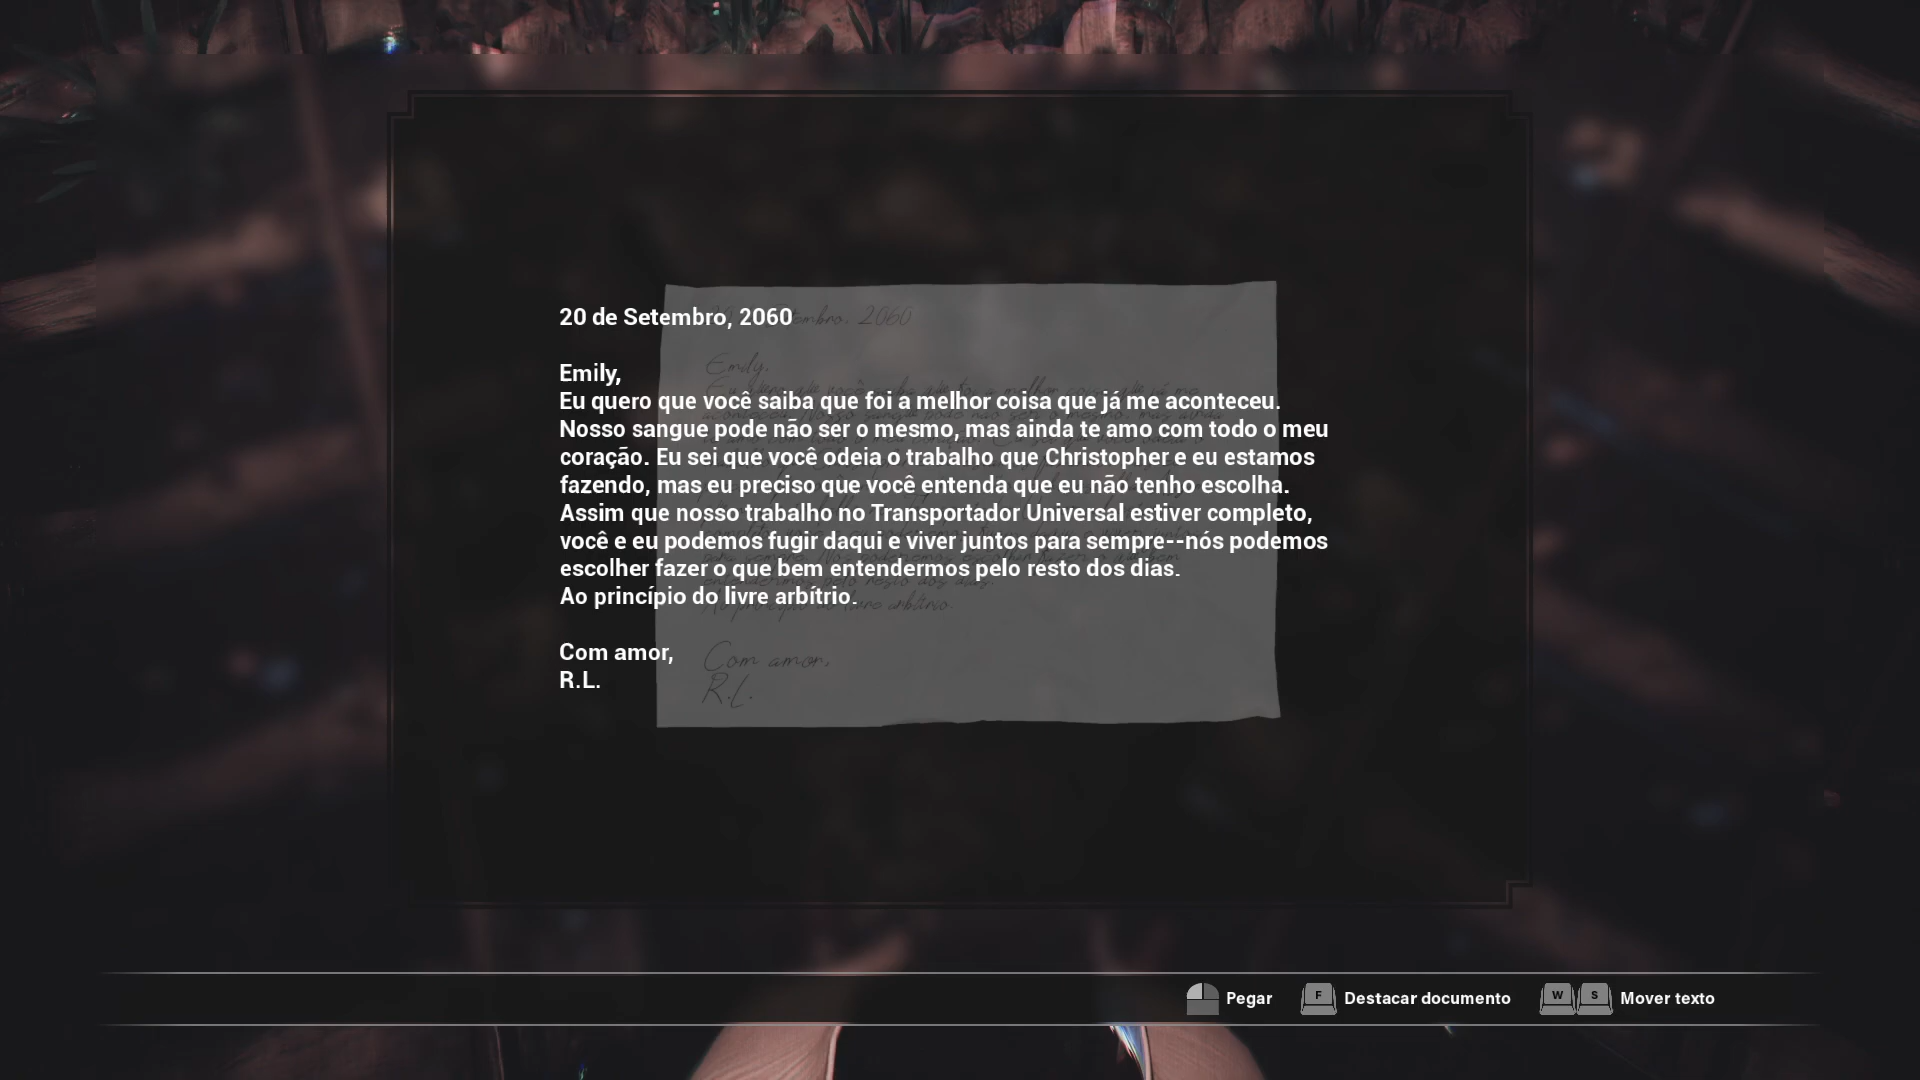 20 de Setembro, 2060
Emily,
Eu quero que você saiba que foi a melhor coisa que já me aconteceu.
Nosso sangue pode não ser o mesmo, mas ainda te amo com todo o meu
coração. Eu sei que você odeia o trabalho que Christopher e eu estamos
fazendo, mas eu preciso que você entenda que eu não tenho escolha.
Assim que nosso trabalho no Transportador Universal estiver completo,
você e eu podemos fugir daqui e viver juntos para sempre--nós podemos
escolher fazer o que bem entendermos pelo resto dos dias.
Ao princípio do livre arbítrio.
Com amor,
R.L.
Emily,
Com amor,
R.L.
Pegar
F Destacar documento
W S Mover texto